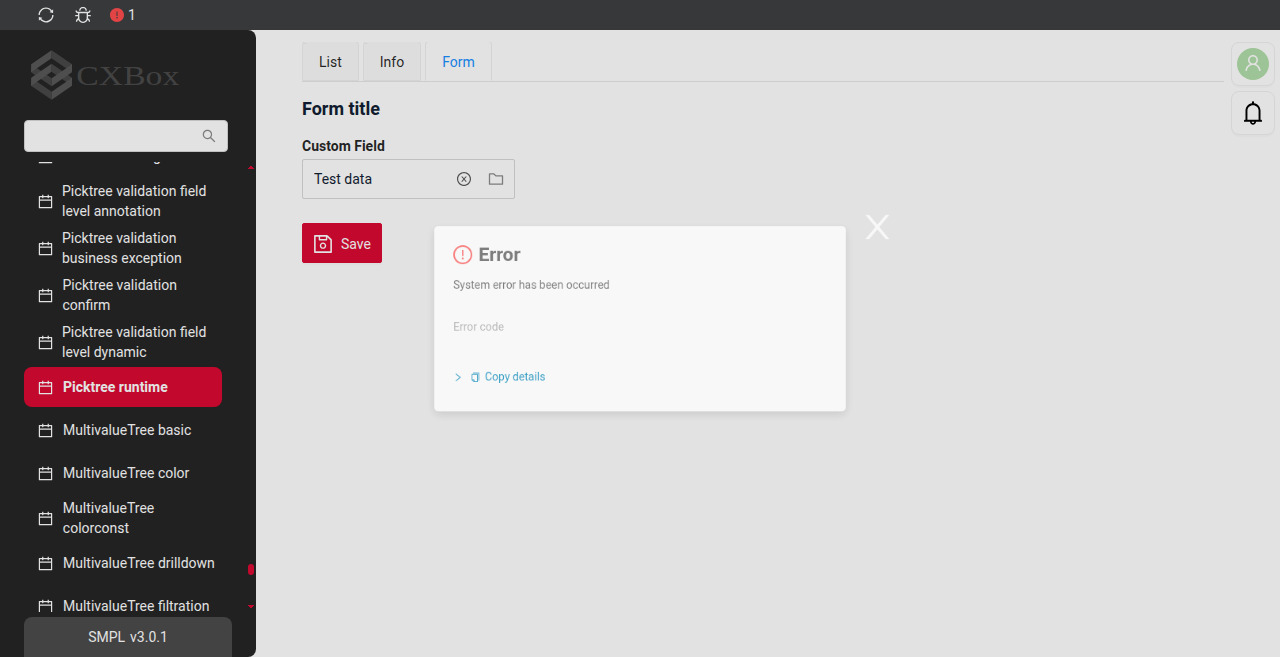 1
CXBox
Picktree validation field
level annotation
Picktree validation
business exception
Picktree validation
confirm
Picktree validation field
level dynamic
Picktree runtime
MultivalueTree basic
MultivalueTree color
MultivalueTree
colorconst
MultivalueTree drilldown
MultivalueTree filtration
SMPL v3.0.1
List
Info
Form
Form title
Custom Field
Test data
Save
Error
System error has been occurred
Error code
Copy details